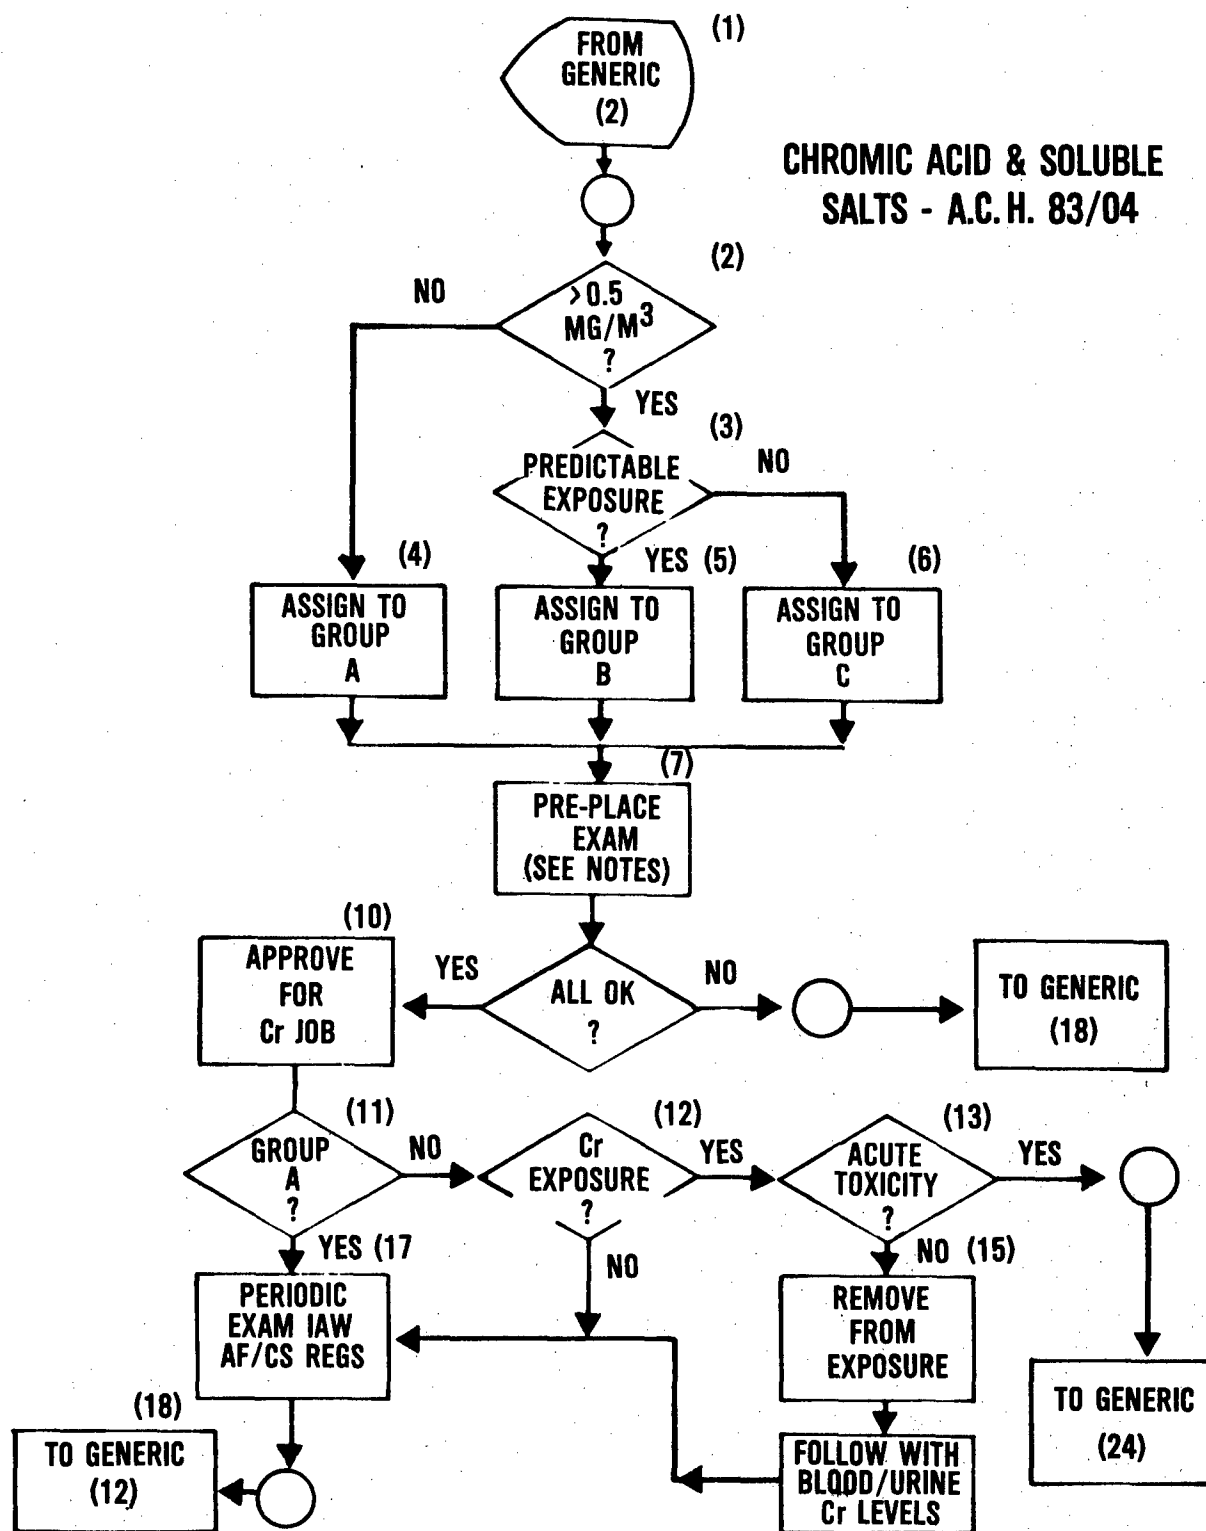 (1)
FROM
GENERIC
(2)
CHROMIC ACID & SOLUBLE
SALTS - A.C.H. 83/04
(2)
NO
>0.5
MG/M³
?
YES
(3)
PREDICTABLE
EXPOSURE
?
NO
(4)
YES (5)
(6)
ASSIGN TO
GROUP
A
ASSIGN TO
GROUP
B
ASSIGN TO
GROUP
C
(7)
PRE-PLACE
EXAM
(SEE NOTES)
(10)
APPROVE
FOR
Cr JOB
YES
ALL OK
?
NO
TO GENERIC
(18)
(11)
GROUP
A
?
NO
(12)
Cr
EXPOSURE
?
YES
(13)
ACUTE
TOXICITY
?
YES
YES (17
NO
NO (15)
PERIODIC
EXAM IAW
AF/CS REGS
REMOVE
FROM
EXPOSURE
TO GENERIC
(24)
(18)
TO GENERIC
(12)
FOLLOW WITH
BLOOD/URINE
Cr LEVELS